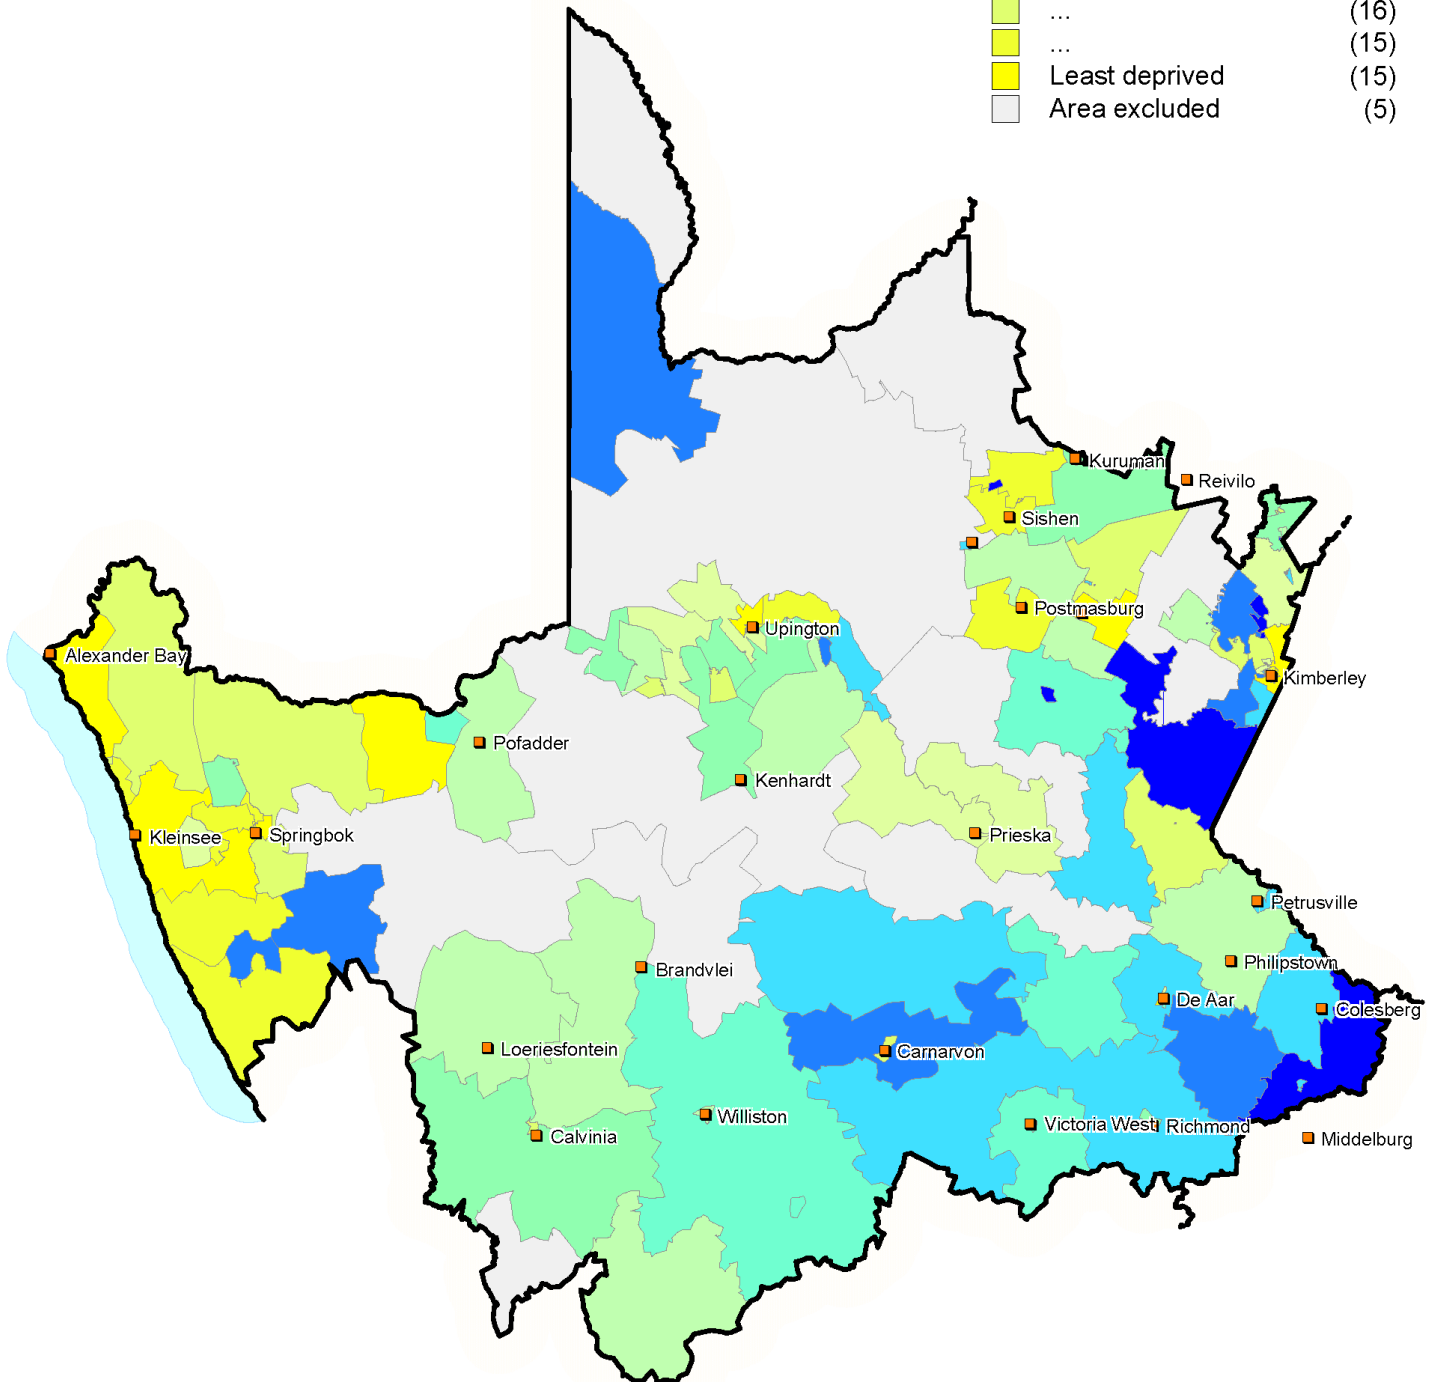 ... (16)
... (15)
Least deprived (15)
Area excluded (5)
Kuruman
Reivilo
Sishen
Postmasburg
Upington
Alexander Bay
Kimberley
Pofadder
Kenhardt
Kleinsee
Springbok
Prieska
Petrusville
Brandvlei
Philipstown
De Aar
Colesberg
Loeriesfontein
Carnarvon
Williston
Victoria West
Richmond
Calvinia
Middelburg